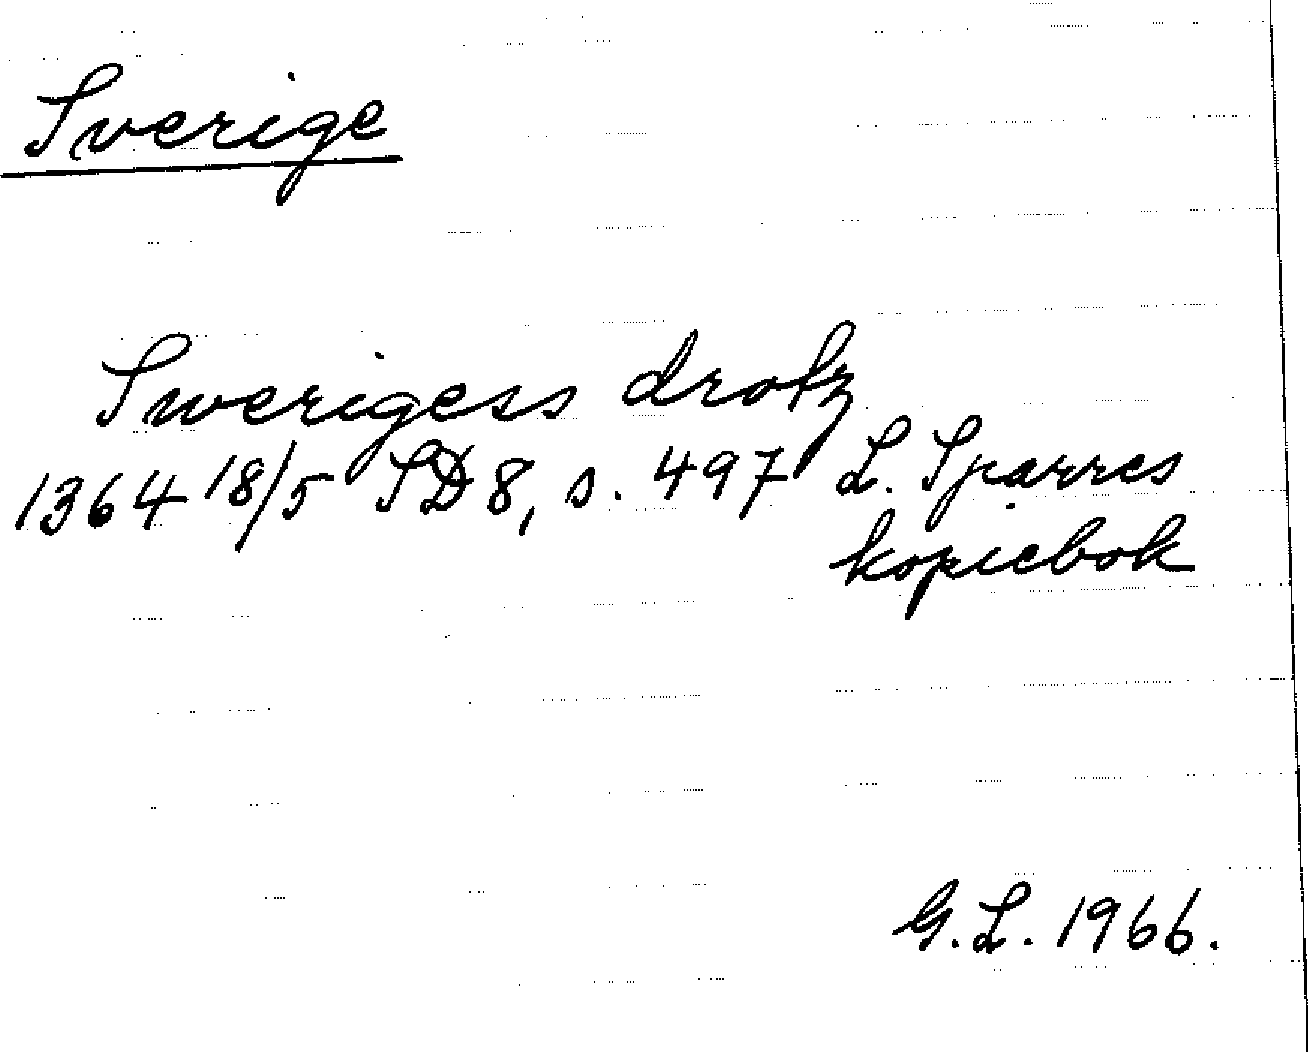 Sverige
Swerigess drotz
1364 18/5 SD 8, s. 497 L. Sparres
kopiebok
G.L. 1966.